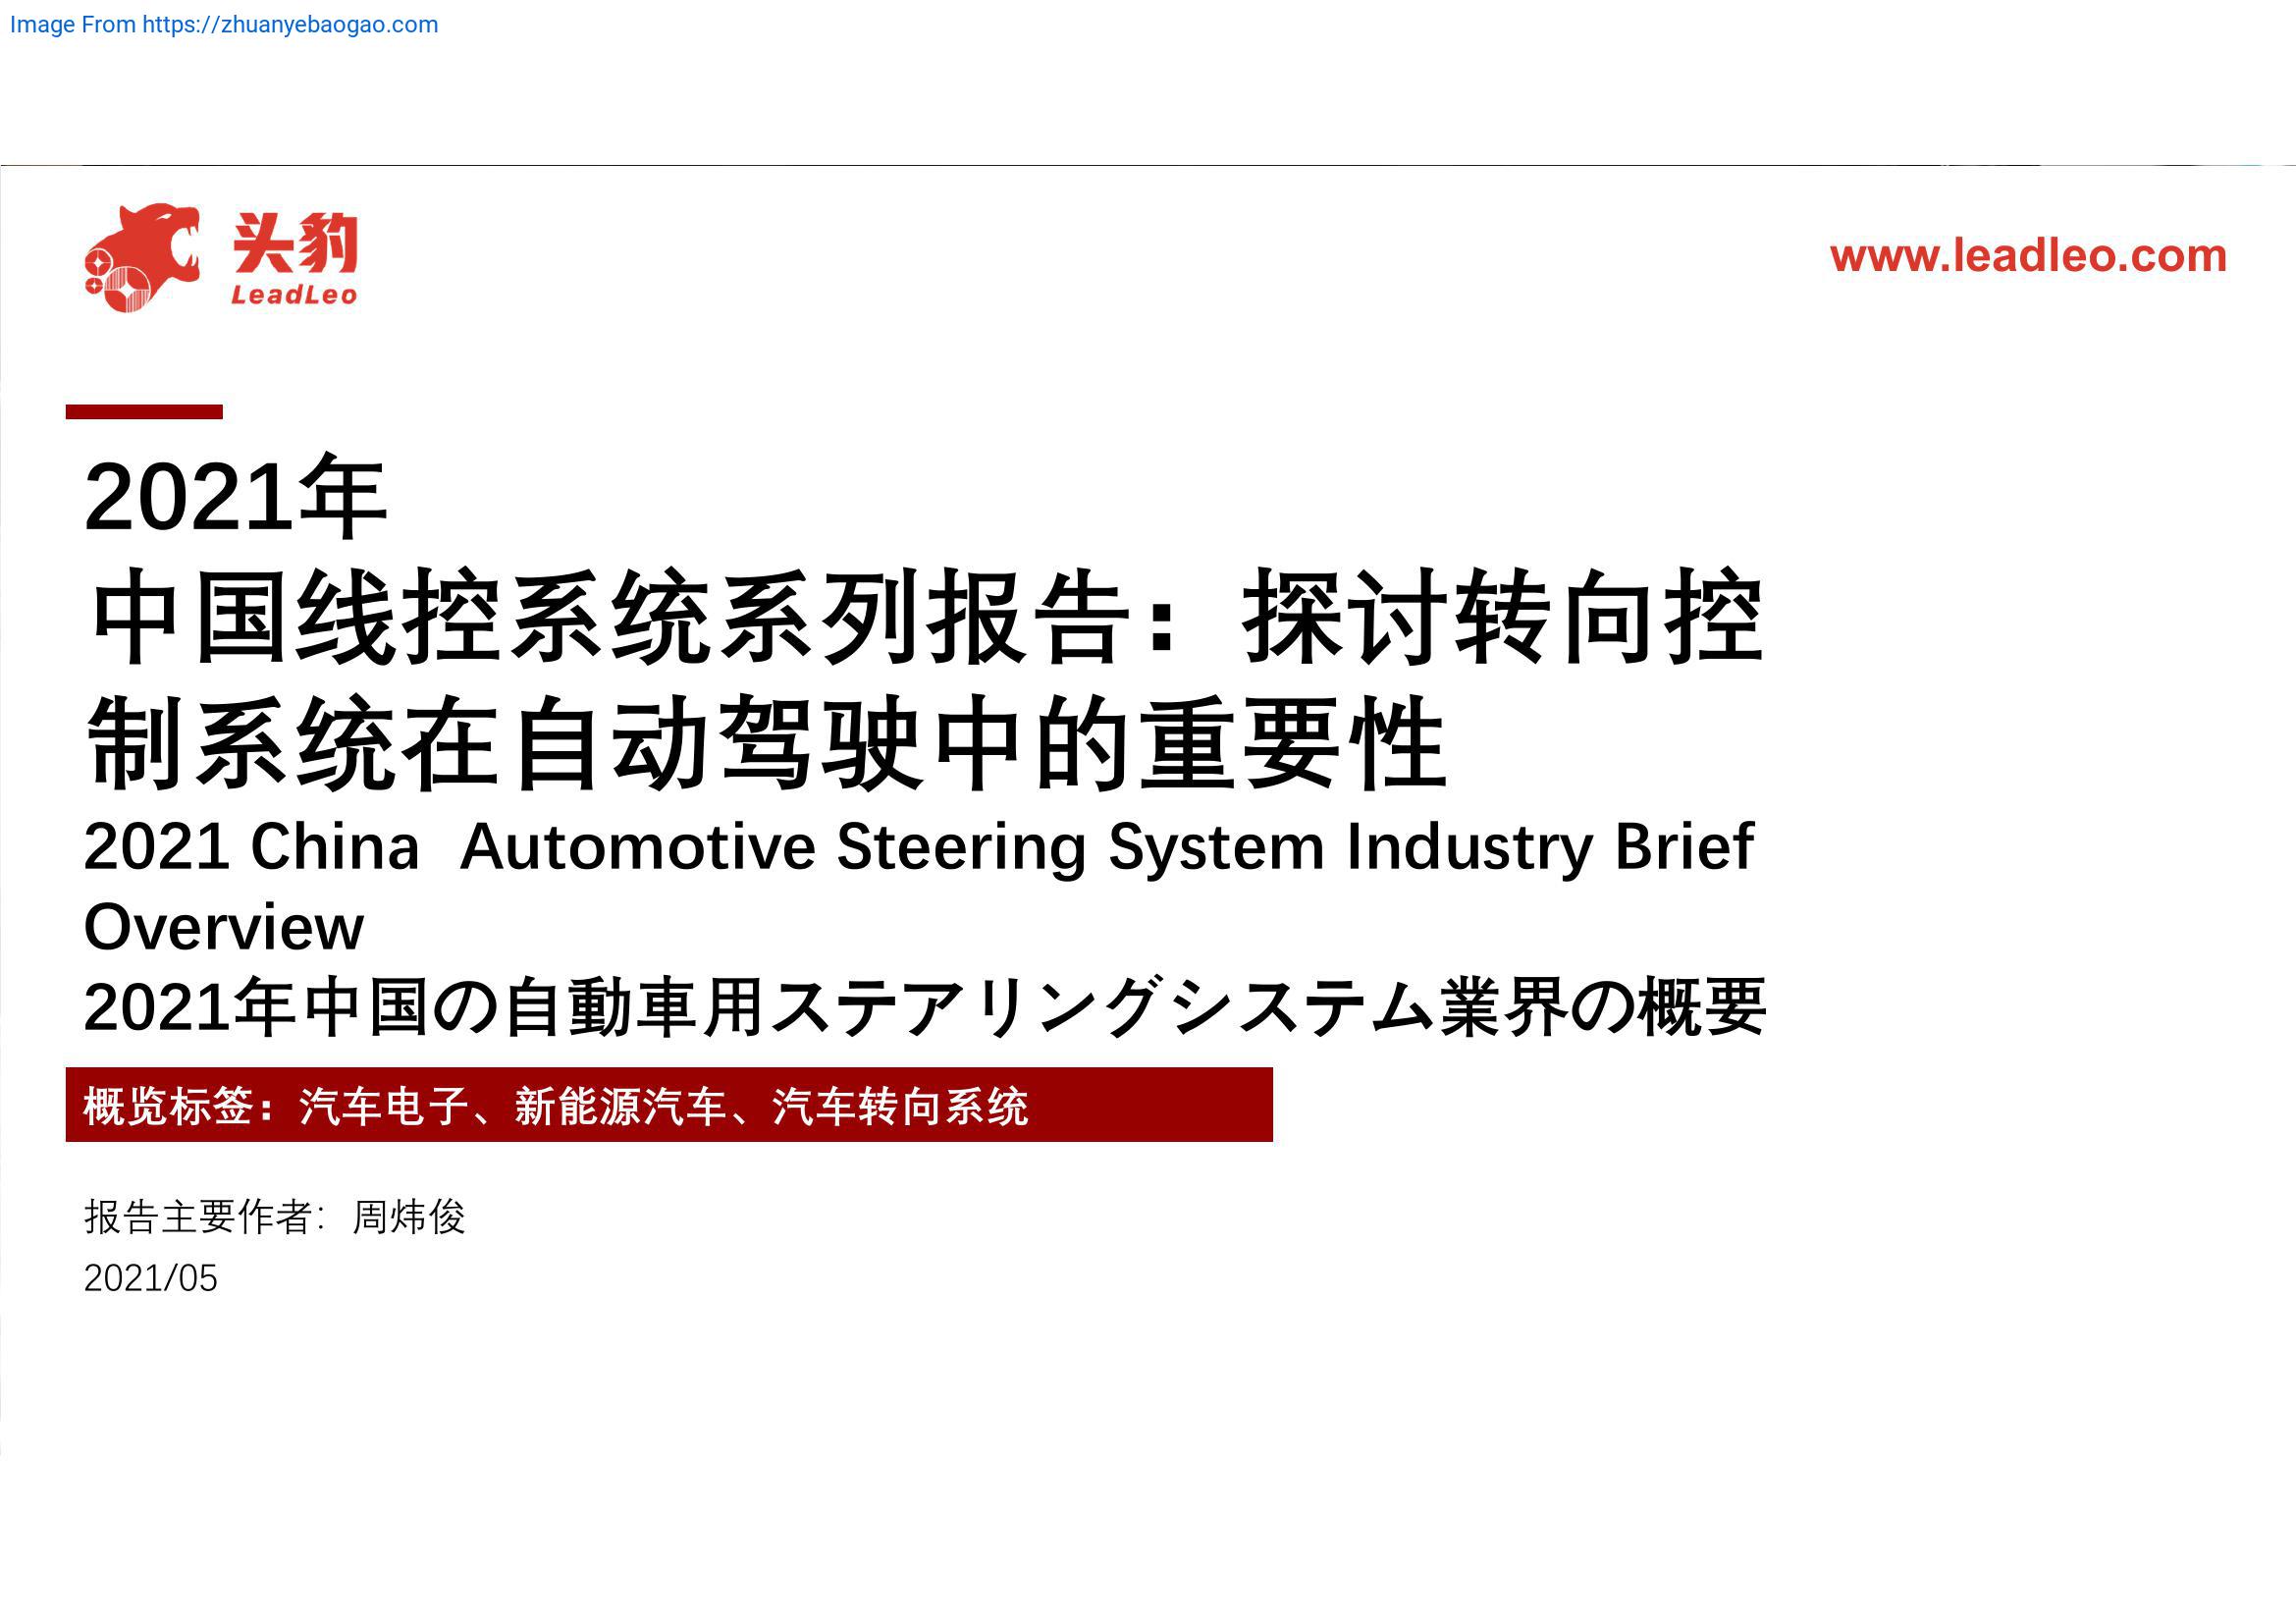 Image From https://zhuanyebaogao.com
头豹
LeadLeo
www.leadleo.com
2021年
中国线控系统系列报告：探讨转向控
制系统在自动驾驶中的重要性
2021 China  Automotive Steering System Industry Brief
Overview
2021年中国の自動車用ステアリングシステム業界の概要
概览标签：汽车电子、新能源汽车、汽车转向系统
报告主要作者：周炜俊
2021/05